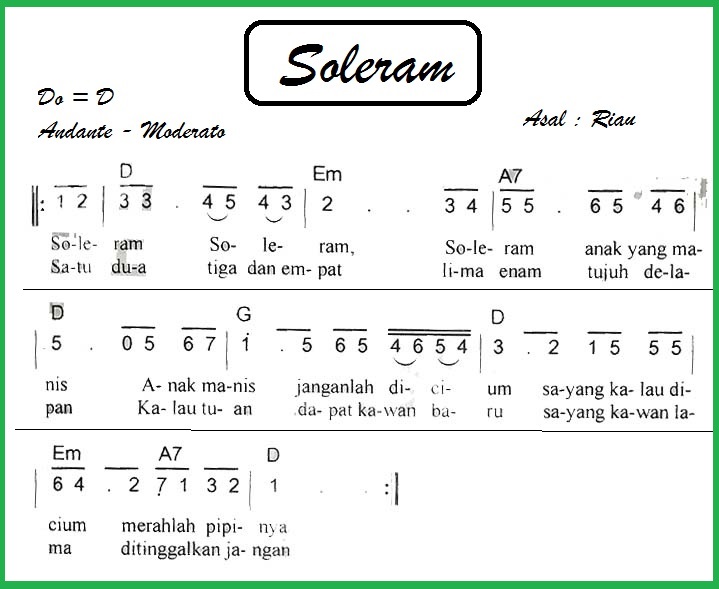 Soleram
Do = D
Andante - Moderato
Asal : Riau
D Em A7
‖: 1 2 | 3 3 . 4 5 4 3 | 2 . . 3 4 | 5 5 . 6 5 4 6 |
So-le- ram So- le- ram, So-le- ram anak yang ma-
Sa-tu du-a tiga dan em- pat li-ma enam tujuh de-la-
D G D
| 5 . 0 5 6 7 | 1̇ . 5 6 5 4 6 5 4 | 3 . 2 1 5 5 5 |
nis A- nak ma-nis janganlah di- ci- um sa-yang ka- lau di-
pan Ka- lau tu- an da- pat ka-wan ba- ru sa-yang ka-wan la-
Em A7 D
| 6 4 . 2 7̣ 1 3 2 | 1 . . :|
cium merahlah pipi- nya
ma ditinggalkan ja- ngan